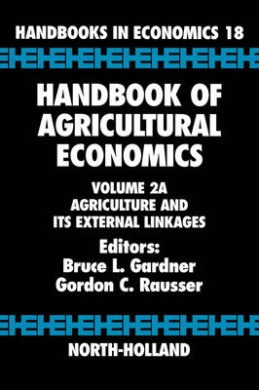 HANDBOOKS IN ECONOMICS 18
HANDBOOK OF
AGRICULTURAL
ECONOMICS
VOLUME 2A
AGRICULTURE AND
ITS EXTERNAL LINKAGES
Editors:
Bruce L. Gardner
Gordon C. Rausser
NORTH-HOLLAND